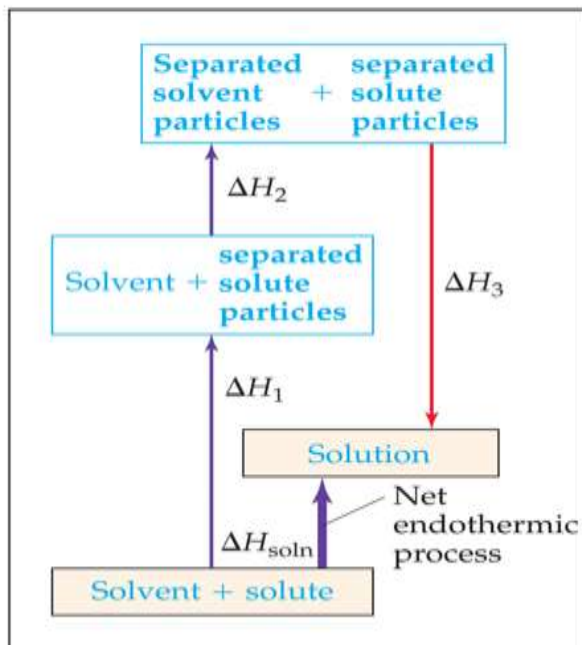 Separated separated
solvent + solute
particles particles
ΔH₂
separated
Solvent + solute
particles
ΔH₃
ΔH₁
Solution
Net
endothermic
process
ΔHsoln
Solvent + solute